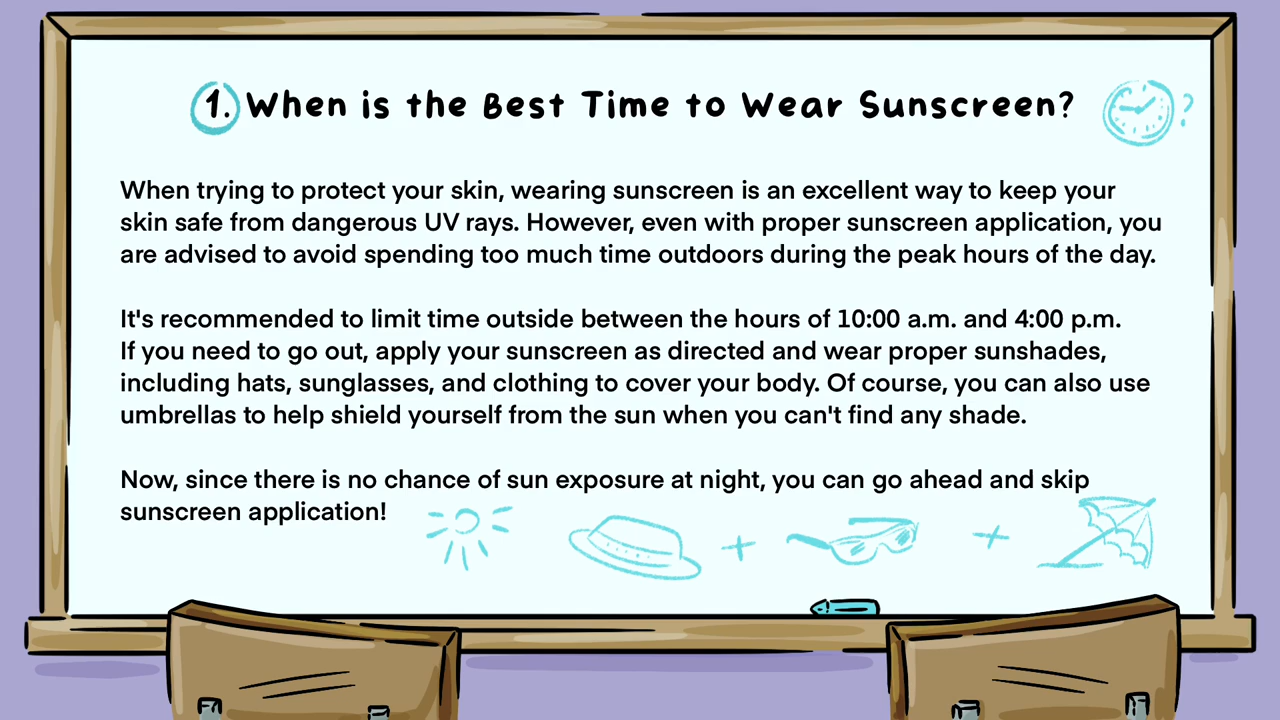 1. When is the Best Time to Wear Sunscreen?
?
When trying to protect your skin, wearing sunscreen is an excellent way to keep your
skin safe from dangerous UV rays. However, even with proper sunscreen application, you
are advised to avoid spending too much time outdoors during the peak hours of the day.
It's recommended to limit time outside between the hours of 10:00 a.m. and 4:00 p.m.
If you need to go out, apply your sunscreen as directed and wear proper sunshades,
including hats, sunglasses, and clothing to cover your body. Of course, you can also use
umbrellas to help shield yourself from the sun when you can't find any shade.
Now, since there is no chance of sun exposure at night, you can go ahead and skip
sunscreen application!
+ +